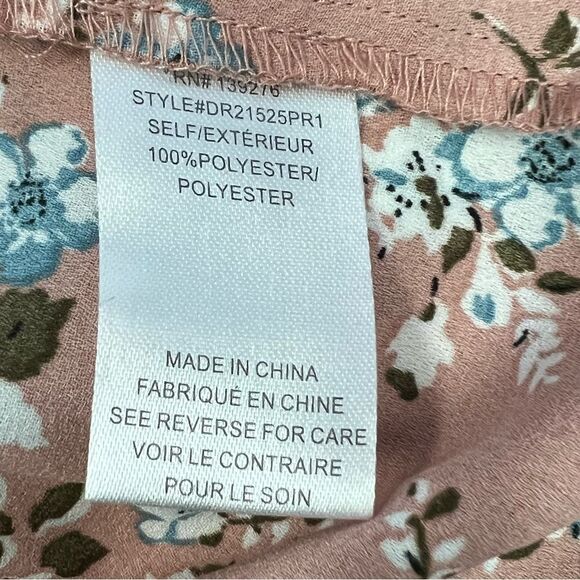 RN# 139276
STYLE#DR21525PR1
SELF/EXTÉRIEUR
100%POLYESTER/
POLYESTER
MADE IN CHINA
FABRIQUÉ EN CHINE
SEE REVERSE FOR CARE
VOIR LE CONTRAIRE
POUR LE SOIN